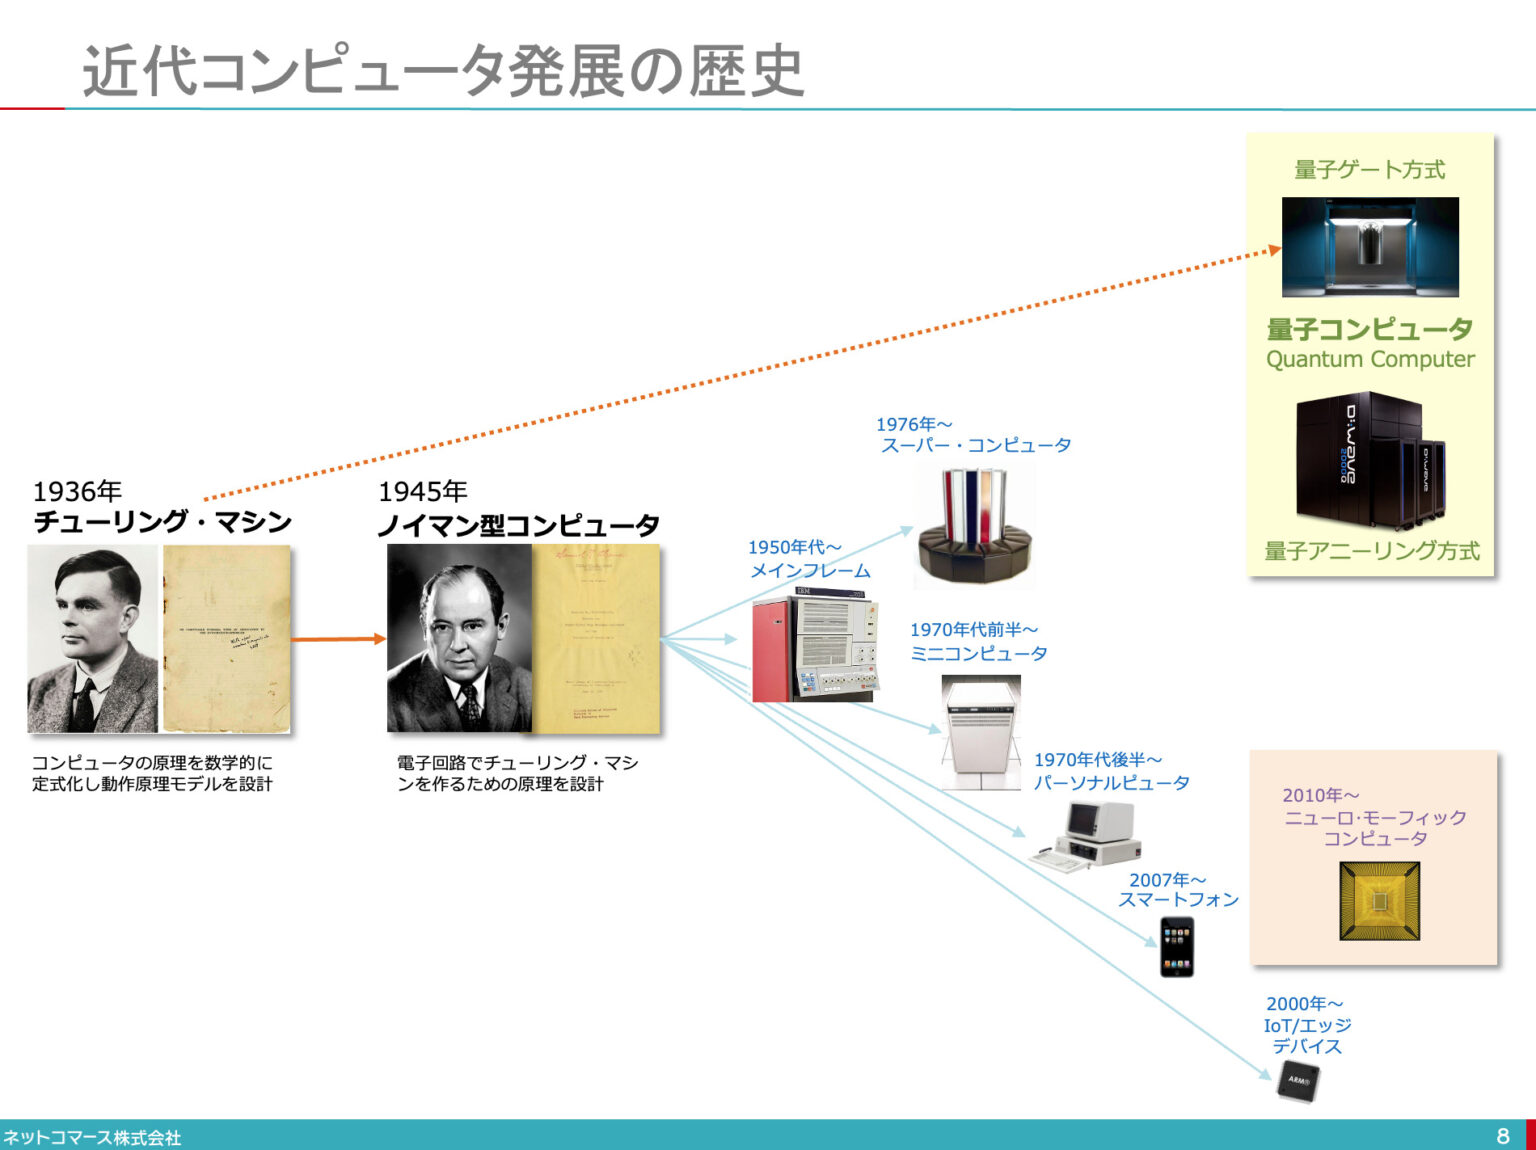 近代コンピュータ発展の歴史
量子ゲート方式
量子コンピュータ
Quantum Computer
D:wave
2000Q
D:wave
量子アニーリング方式
1936年
チューリング・マシン
コンピュータの原理を数学的に
定式化し動作原理モデルを設計
1945年
ノイマン型コンピュータ
電子回路でチューリング・マシ
ンを作るための原理を設計
1976年～
スーパー・コンピュータ
1950年代～
メインフレーム
IBM
1970年代前半～
ミニコンピュータ
1970年代後半～
パーソナルピュータ
2007年～
スマートフォン
2010年～
ニューロ・モーフィック
コンピュータ
2000年～
IoT/エッジ
デバイス
ARM®
ネットコマース株式会社
8